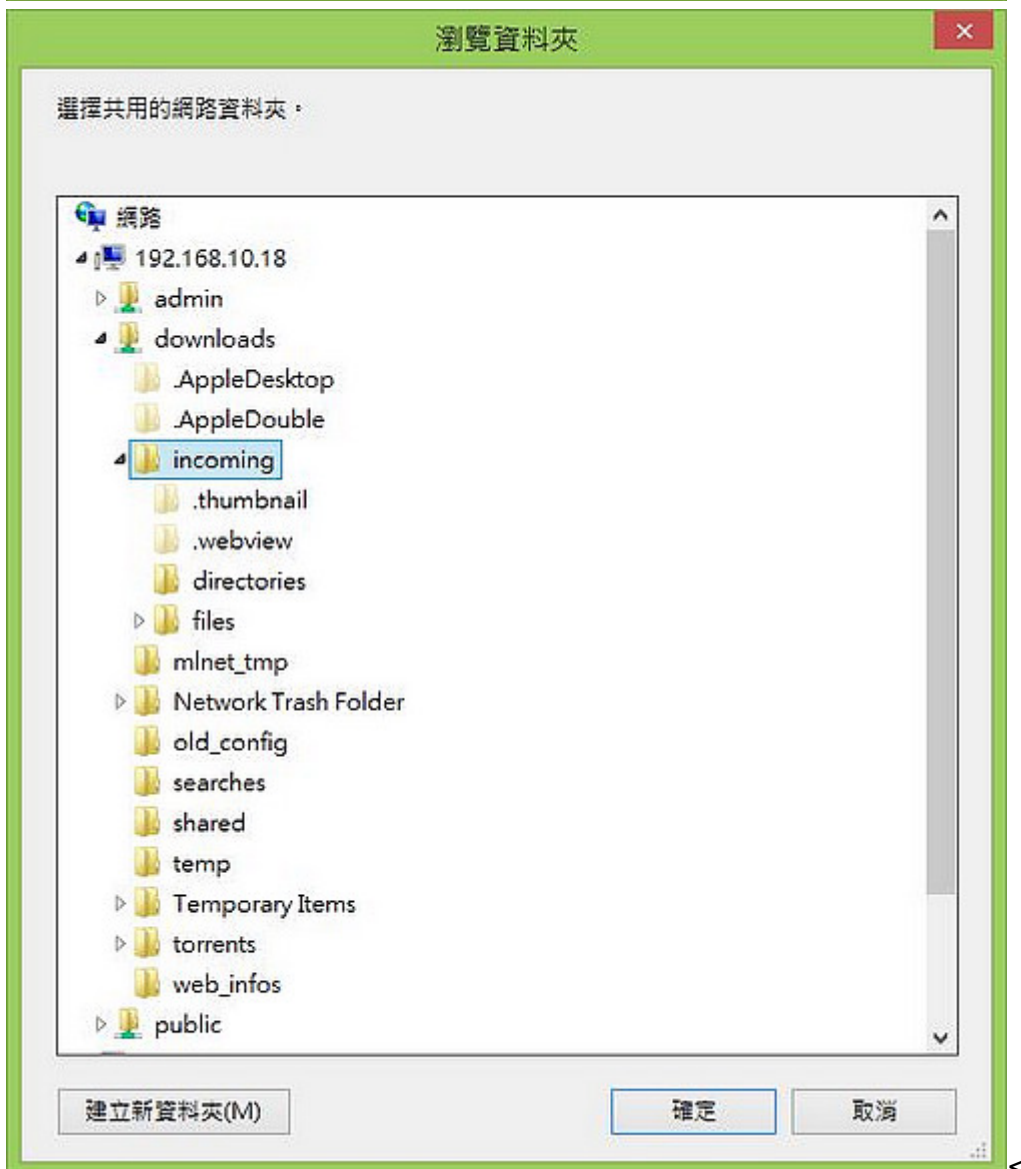 瀏覽資料夾
選擇共用的網路資料夾。
網路
192.168.10.18
admin
downloads
.AppleDesktop
.AppleDouble
incoming
.thumbnail
.webview
directories
files
mlnet_tmp
Network Trash Folder
old_config
searches
shared
temp
Temporary Items
torrents
web_infos
public
建立新資料夾(M)
確定
取消
<